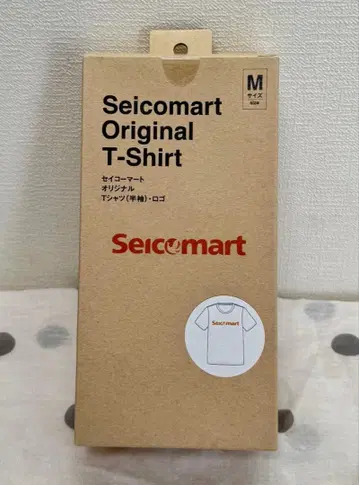 Seicomart
Original
T-Shirt
M
サイズ
セイコーマート
オリジナル
Tシャツ(半袖)・ロゴ
Seicomart
Seicomart